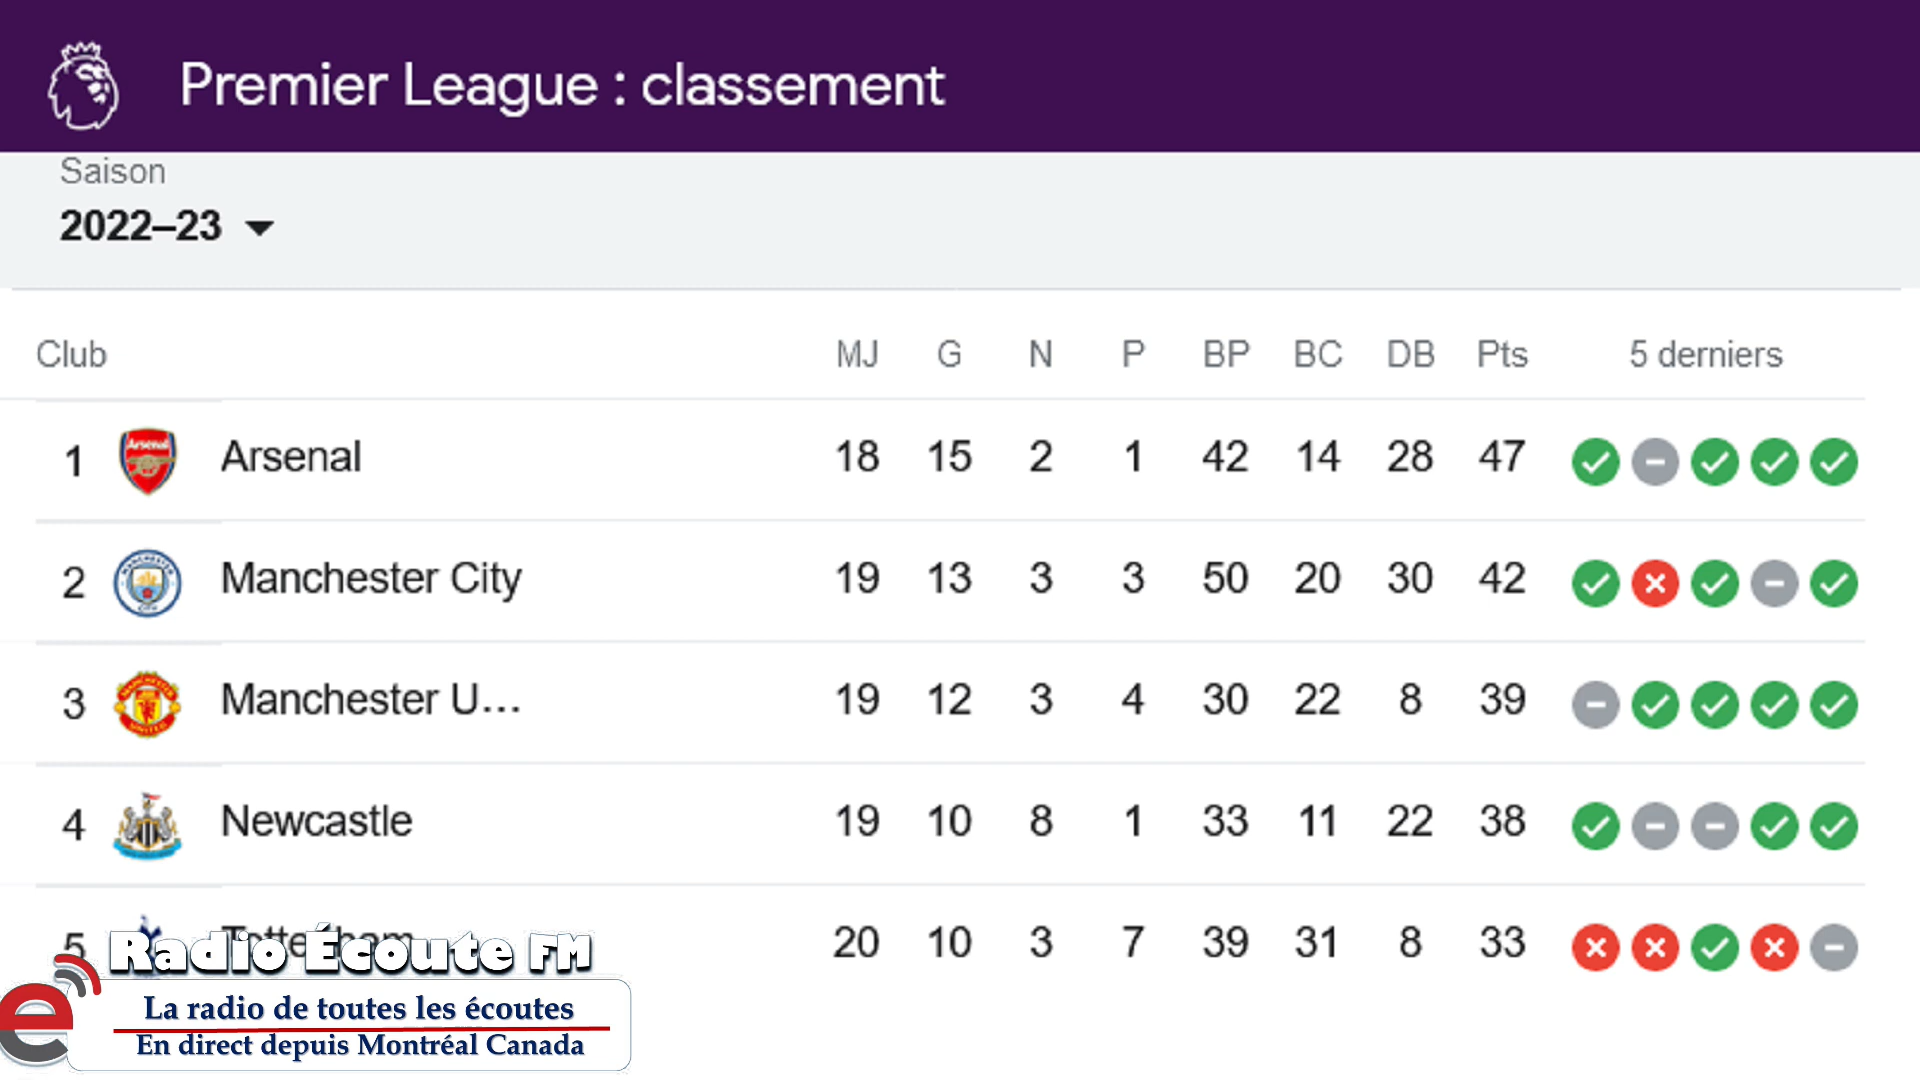 Premier League : classement
Saison
2022–23
Club MJ G N P BP BC DB Pts 5 derniers
1 Arsenal 18 15 2 1 42 14 28 47
2 Manchester City 19 13 3 3 50 20 30 42
3 Manchester U... 19 12 3 4 30 22 8 39
4 Newcastle 19 10 8 1 33 11 22 38
5 Tottenham 20 10 3 7 39 31 8 33
Radio Écoute FM
La radio de toutes les écoutes
En direct depuis Montréal Canada